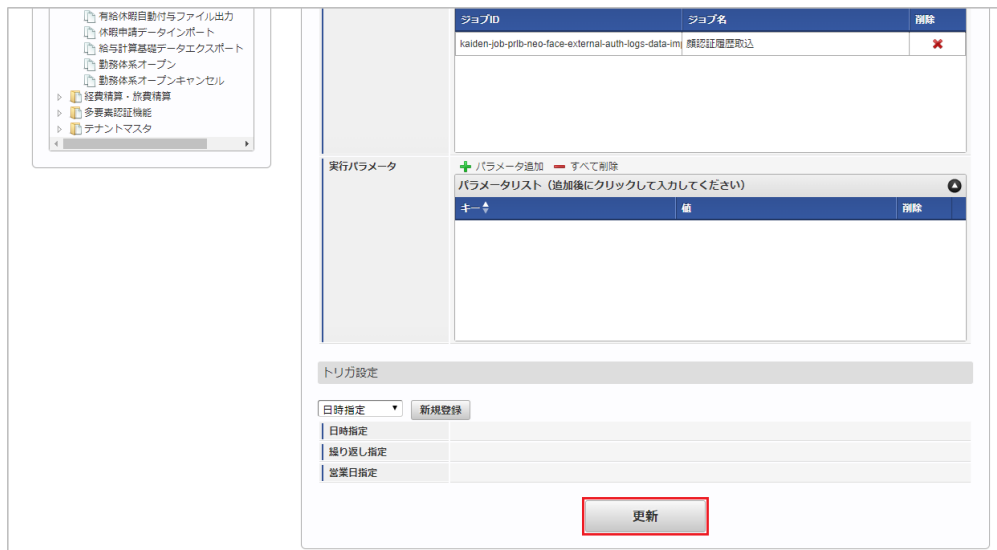 有給休暇自動付与ファイル出力
休暇申請データインポート
給与計算基礎データエクスポート
勤務体系オープン
勤務体系オープンキャンセル
経費精算・旅費精算
多要素認証機能
テナントマスタ
ジョブID ジョブ名 削除
kaiden-job-prlb-neo-face-external-auth-logs-data-imp 顔認証履歴取込
実行パラメータ パラメータ追加 すべて削除
パラメータリスト（追加後にクリックして入力してください）
キー 値 削除
トリガ設定
日時指定 新規登録
日時指定
繰り返し指定
営業日指定
更新